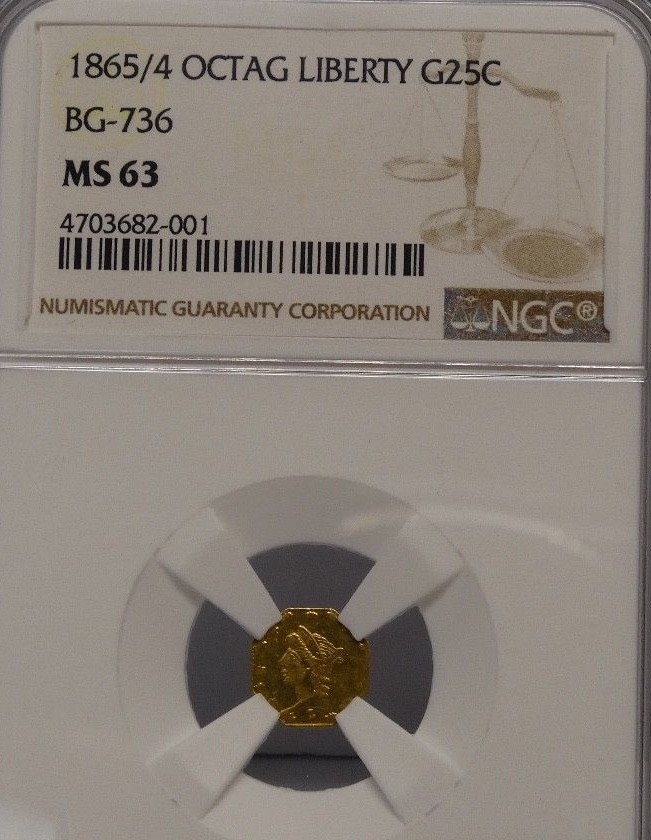 1865/4 OCTAG LIBERTY G25C
BG-736
MS 63
4703682-001
NUMISMATIC GUARANTY CORPORATION NGC®